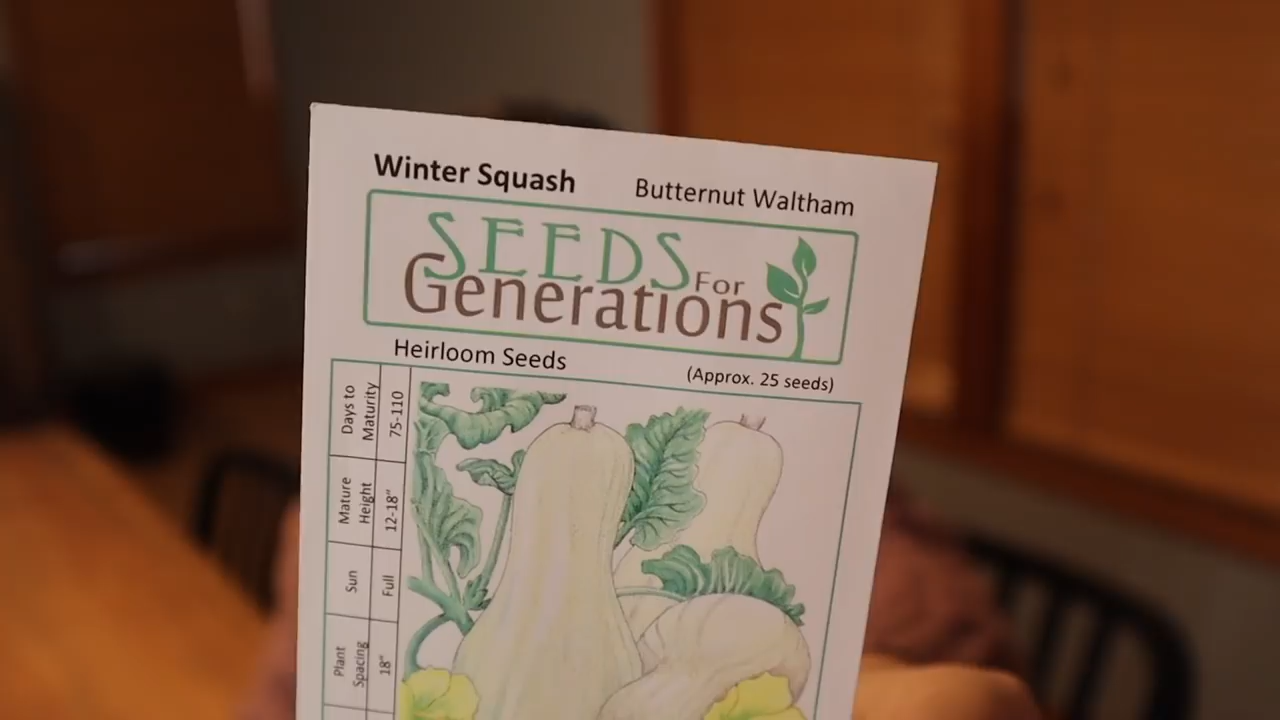 Winter Squash Butternut Waltham
SEEDS For
Generations
Heirloom Seeds (Approx. 25 seeds)
Days to
Maturity
75-110
Mature
Height
12-18"
Sun
Full
Plant
Spacing
18"